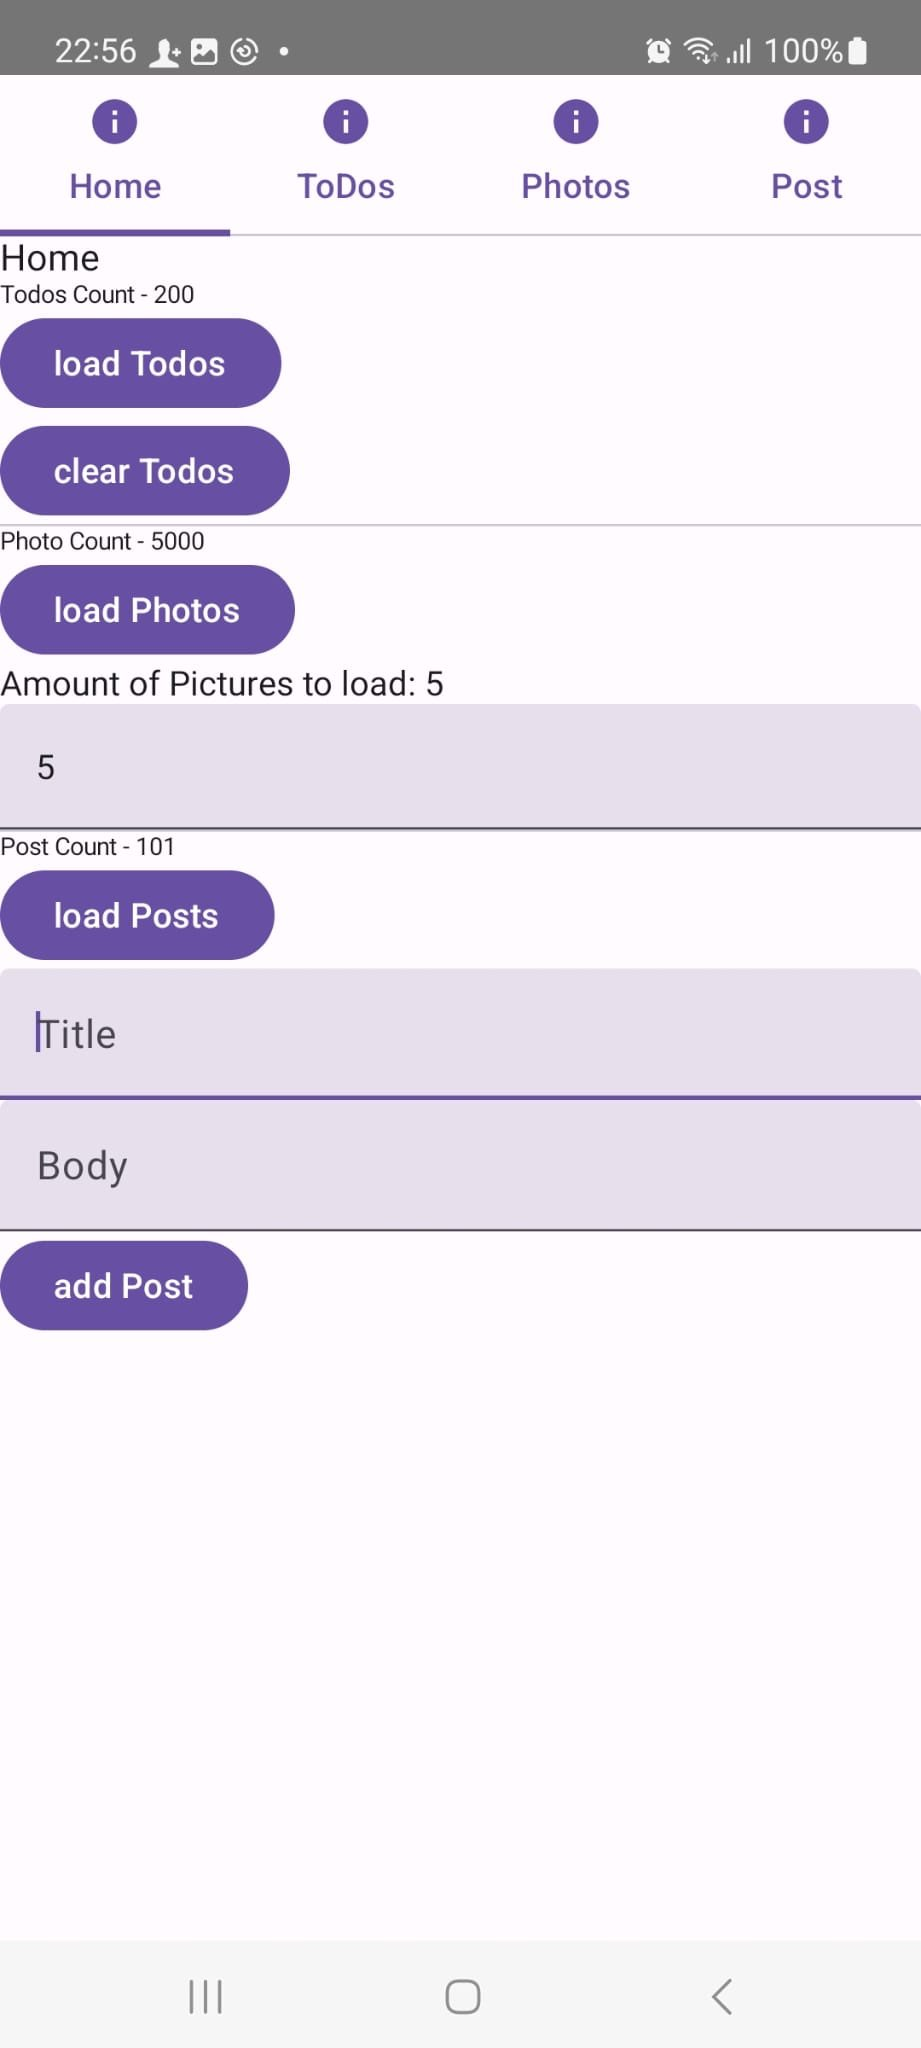 22:56 100%
Home ToDos Photos Post
Home
Todos Count - 200
load Todos
clear Todos
Photo Count - 5000
load Photos
Amount of Pictures to load: 5
5
Post Count - 101
load Posts
Title
Body
add Post